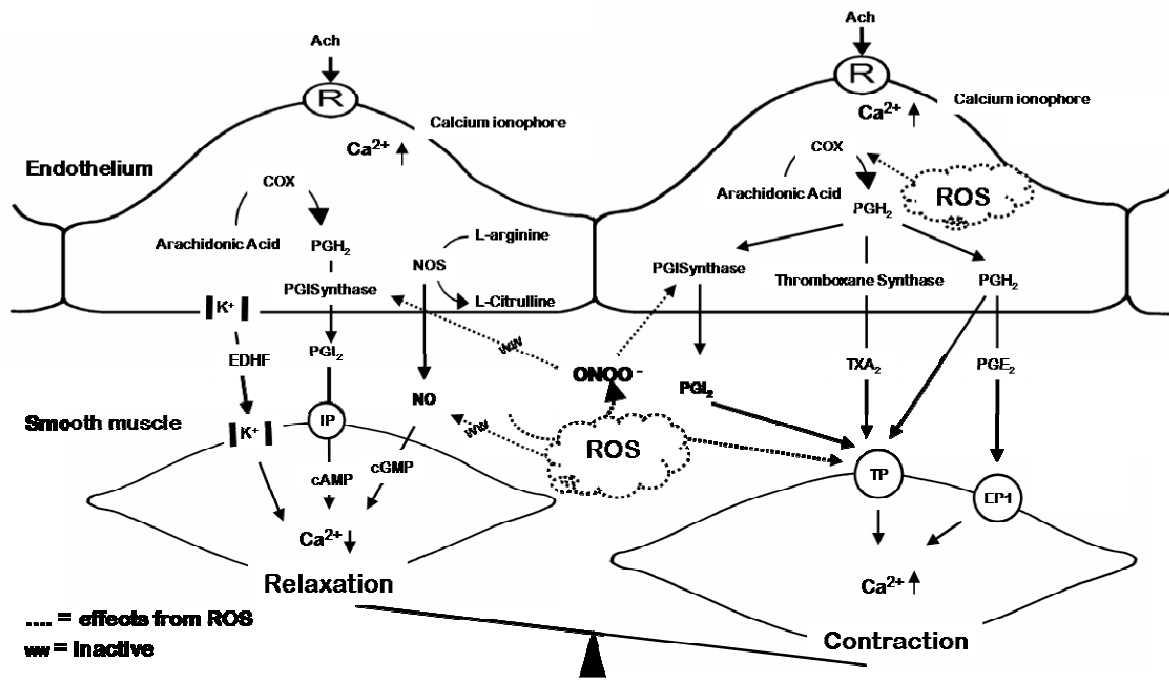 Ach
R
Ca²⁺
Calcium ionophore
Endothelium
COX
Arachidonic Acid
PGH₂
PGISynthase
L-arginine
NOS
L-Citrulline
K⁺
EDHF
PGI₂
NO
Smooth muscle
K⁺
IP
cAMP
cGMP
Ca²⁺
Relaxation
ww
ww
ONOO⁻
ROS
Ach
R
Ca²⁺
Calcium ionophore
COX
Arachidonic Acid
ROS
PGH₂
PGISynthase
Thromboxane Synthase
PGH₂
PGI₂
TXA₂
PGE₂
TP
EP1
Ca²⁺
Contraction
.... = effects from ROS
ww = Inactive